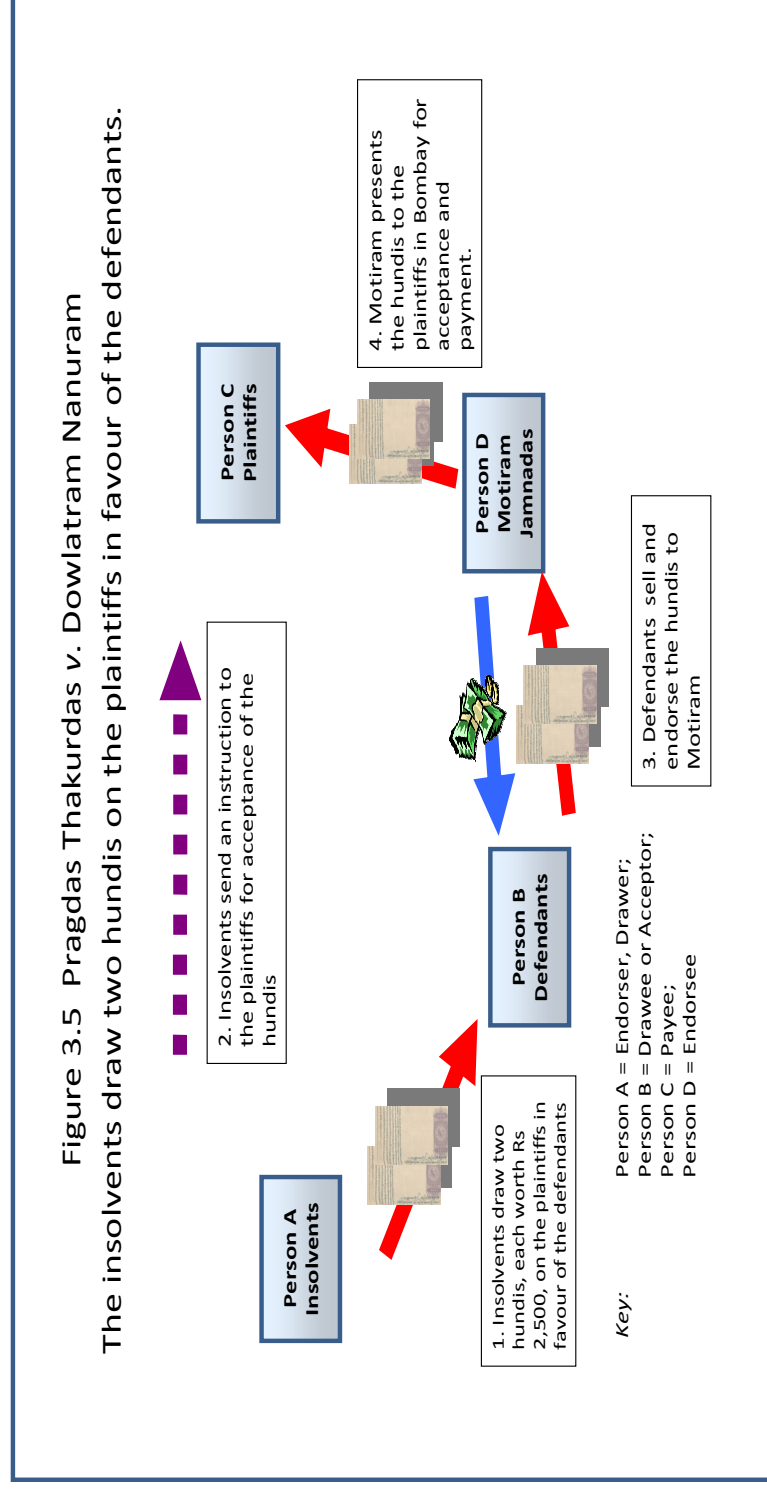 Figure 3.5 Pragdas Thakurdas v. Dowlatram Nanuram
The insolvents draw two hundis on the plaintiffs in favour of the defendants.
2. Insolvents send an instruction to
the plaintiffs for acceptance of the
hundis
Person A
Insolvents
Person C
Plaintiffs
1. Insolvents draw two
hundis, each worth Rs
2,500, on the plaintiffs in
favour of the defendants
4. Motiram presents
the hundis to the
plaintiffs in Bombay for
acceptance and
payment.
Person B
Defendants
Person D
Motiram
Jamnadas
3. Defendants sell and
endorse the hundis to
Motiram
Key:
Person A = Endorser, Drawer;
Person B = Drawee or Acceptor;
Person C = Payee;
Person D = Endorsee